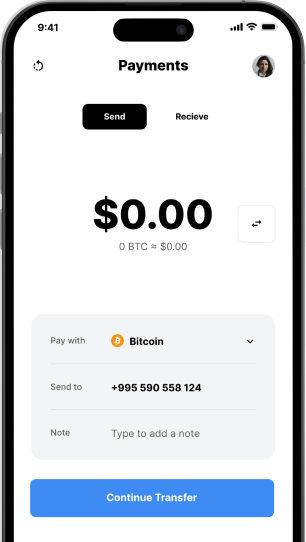 9:41
Payments
Send Recieve
$0.00
0 BTC ≈ $0.00
Pay with Bitcoin
Send to +995 590 558 124
Note Type to add a note
Continue Transfer